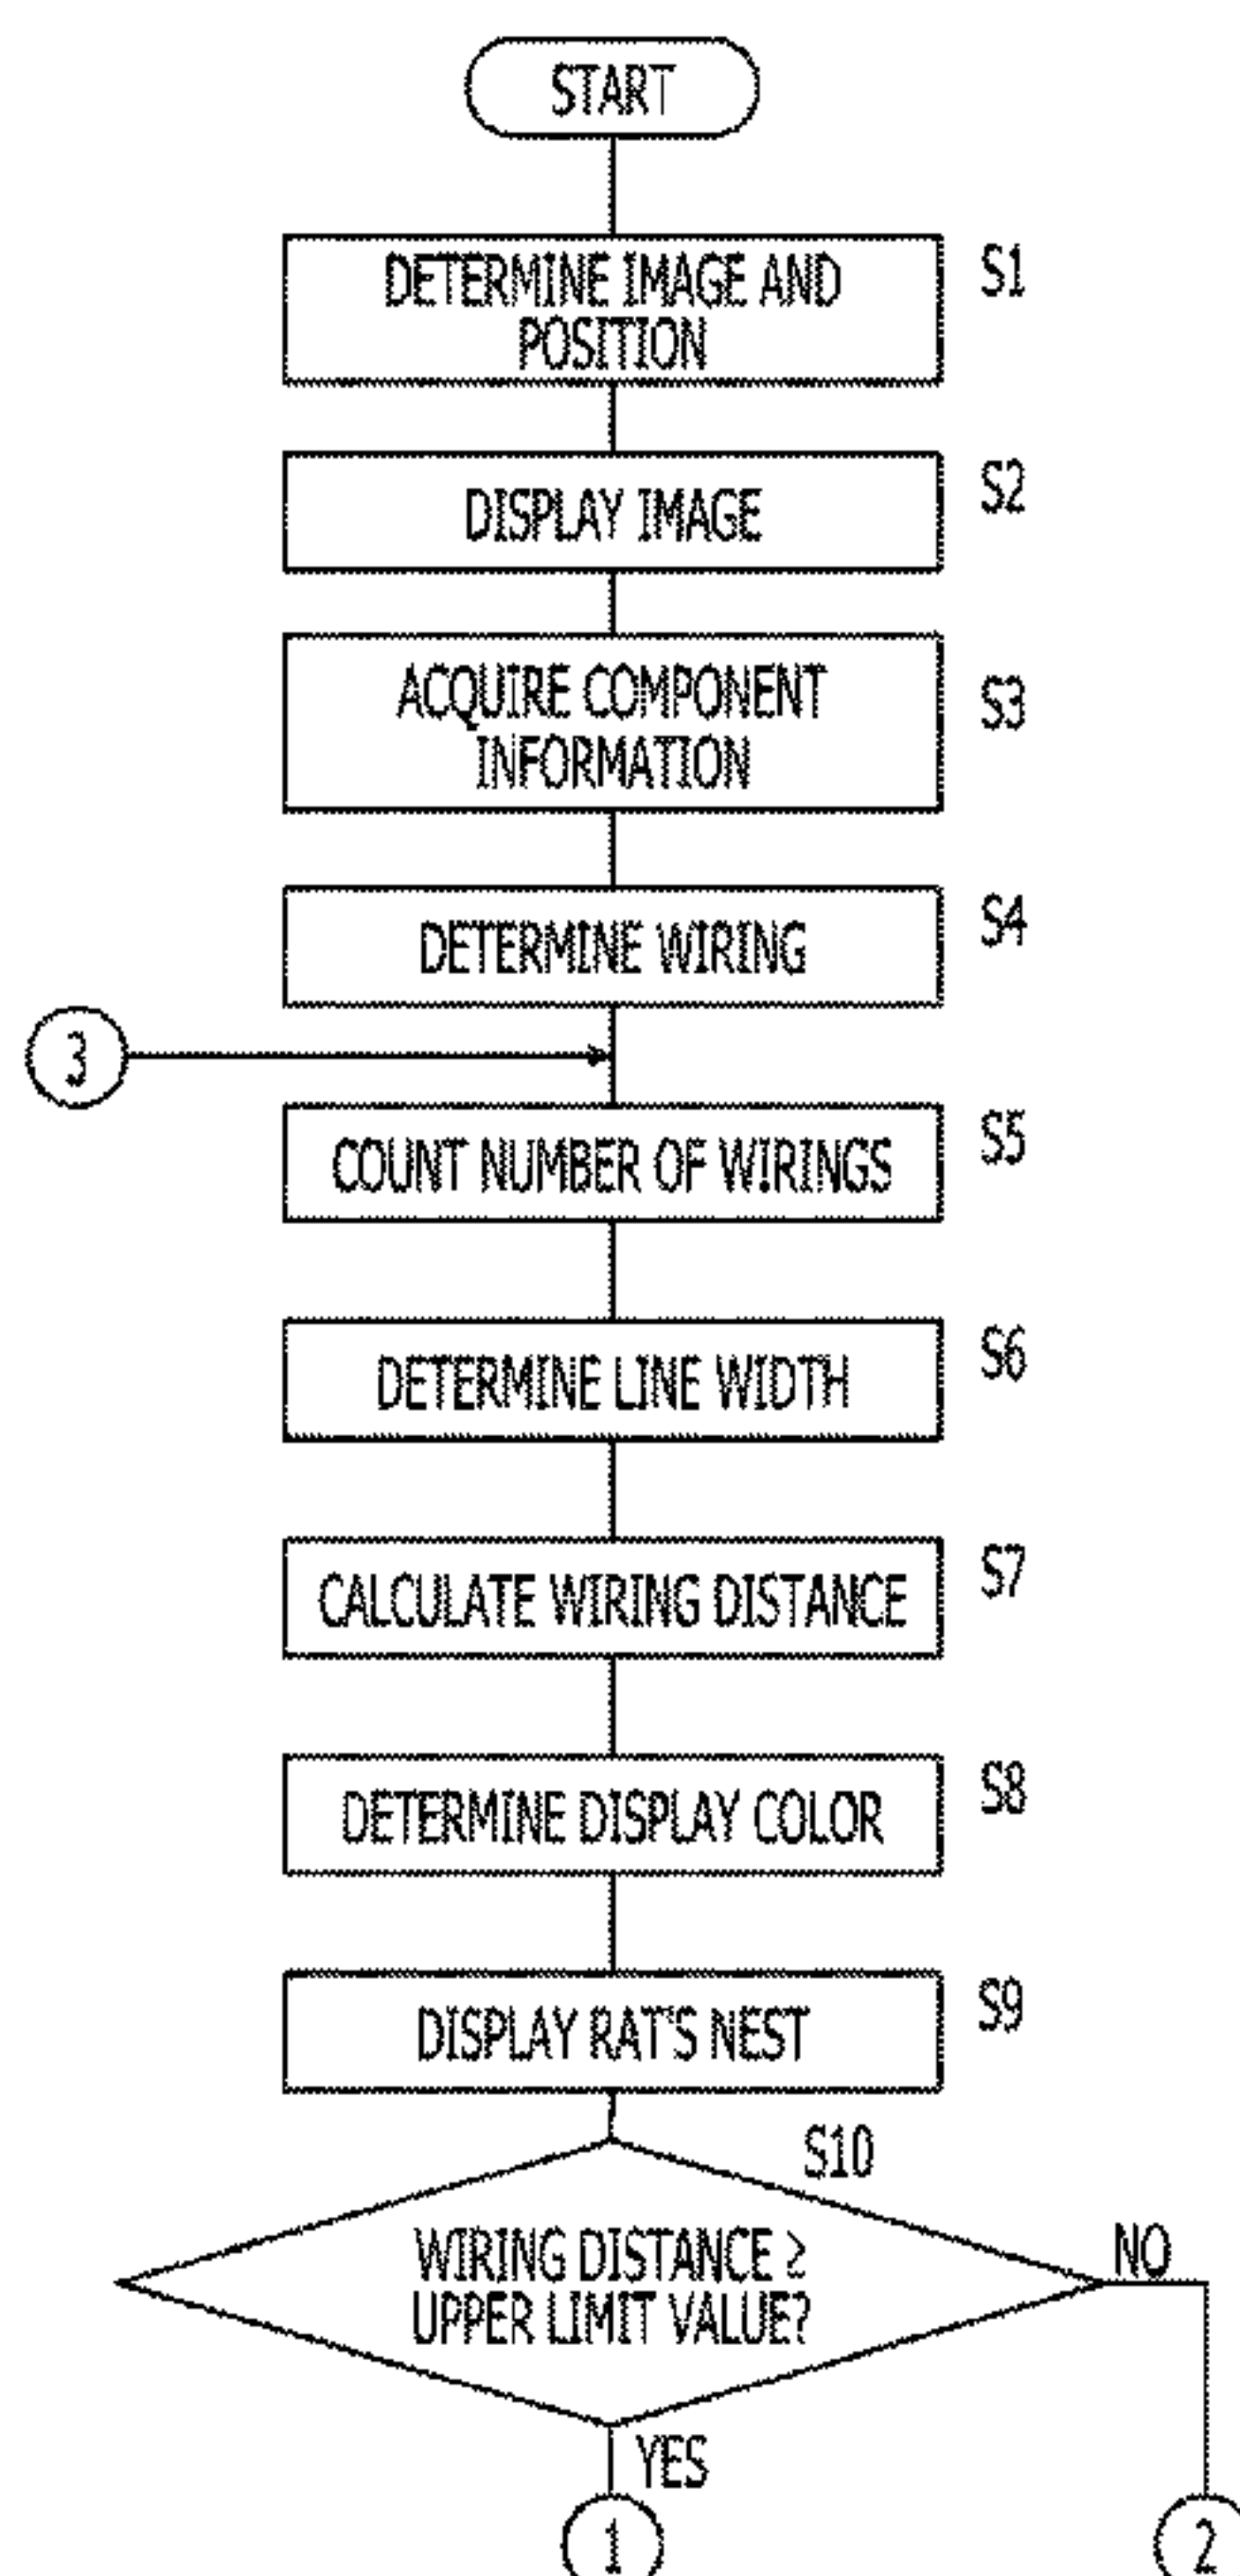 START
DETERMINE IMAGE AND
POSITION
S1
DISPLAY IMAGE
S2
ACQUIRE COMPONENT
INFORMATION
S3
DETERMINE WIRING
S4
3
COUNT NUMBER OF WIRINGS
S5
DETERMINE LINE WIDTH
S6
CALCULATE WIRING DISTANCE
S7
DETERMINE DISPLAY COLOR
S8
DISPLAY RAT'S NEST
S9
S10
WIRING DISTANCE ≥
UPPER LIMIT VALUE?
NO
YES
1
2